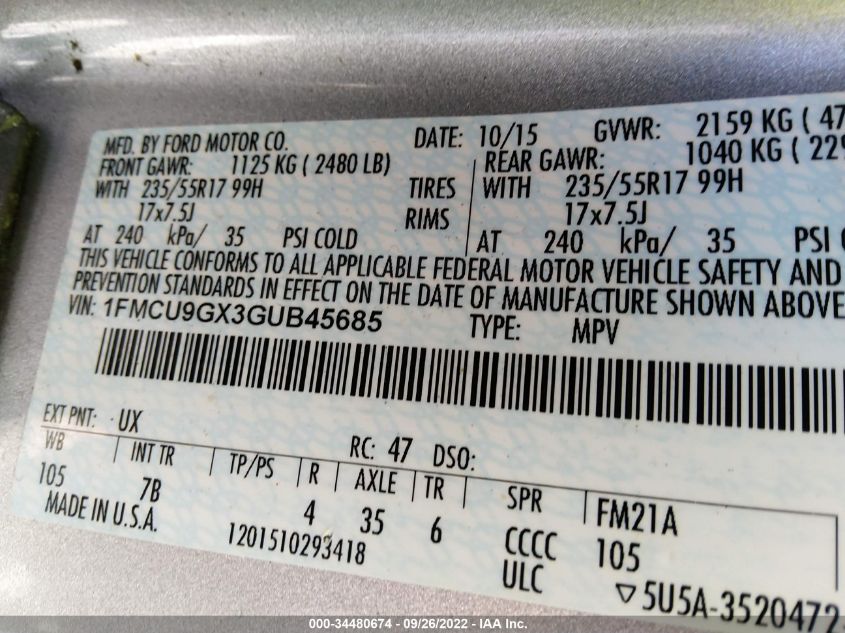 MFD. BY FORD MOTOR CO. DATE: 10/15 GVWR: 2159 KG ( 47
FRONT GAWR: 1125 KG ( 2480 LB) REAR GAWR: 1040 KG ( 229
WITH 235/55R17 99H TIRES WITH 235/55R17 99H
17x7.5J RIMS 17x7.5J
AT 240 kPa/ 35 PSI COLD AT 240 kPa/ 35 PSI
THIS VEHICLE CONFORMS TO ALL APPLICABLE FEDERAL MOTOR VEHICLE SAFETY AND
PREVENTION STANDARDS IN EFFECT ON THE DATE OF MANUFACTURE SHOWN ABOVE
VIN: 1FMCU9GX3GUB45685 TYPE: MPV
EXT PNT: UX RC: 47 DSO:
WB INT TR TP/PS R AXLE TR SPR FM21A
105 7B 4 35 6 CCCC 105
MADE IN U.S.A. 1201510293418 ULC ▽5U5A-3520472
000-34480674 - 09/26/2022 - IAA Inc.